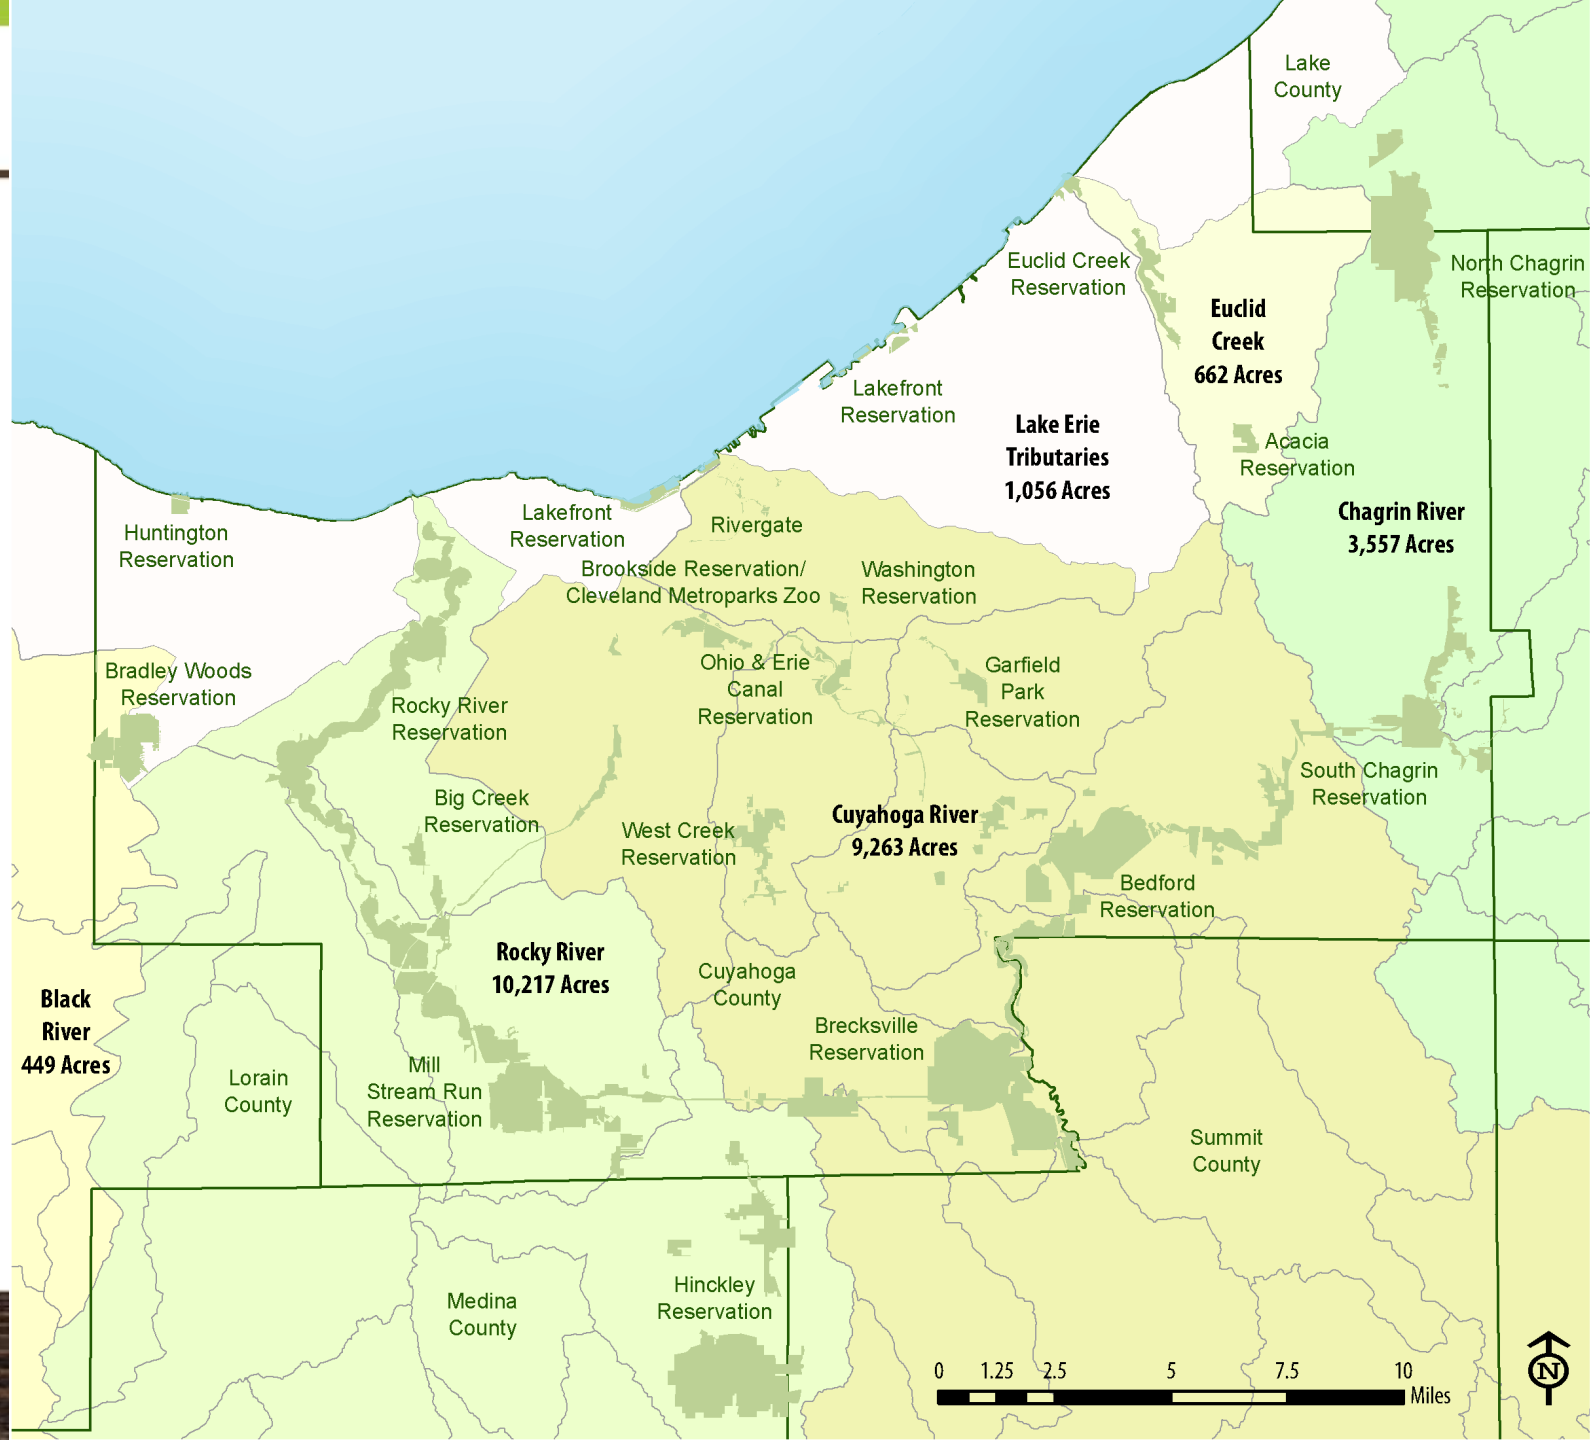 Lake
County
Euclid Creek
Reservation
North Chagrin
Reservation
Euclid
Creek
662 Acres
Lakefront
Reservation
Lake Erie
Tributaries
1,056 Acres
Acacia
Reservation
Chagrin River
3,557 Acres
Huntington
Reservation
Lakefront
Reservation
Rivergate
Brookside Reservation/
Cleveland Metroparks Zoo
Washington
Reservation
Bradley Woods
Reservation
Rocky River
Reservation
Ohio & Erie
Canal
Reservation
Garfield
Park
Reservation
South Chagrin
Reservation
Big Creek
Reservation
West Creek
Reservation
Cuyahoga River
9,263 Acres
Bedford
Reservation
Rocky River
10,217 Acres
Cuyahoga
County
Black
River
449 Acres
Brecksville
Reservation
Lorain
County
Mill
Stream Run
Reservation
Summit
County
Hinckley
Reservation
Medina
County
0 1.25 2.5 5 7.5 10
Miles
N